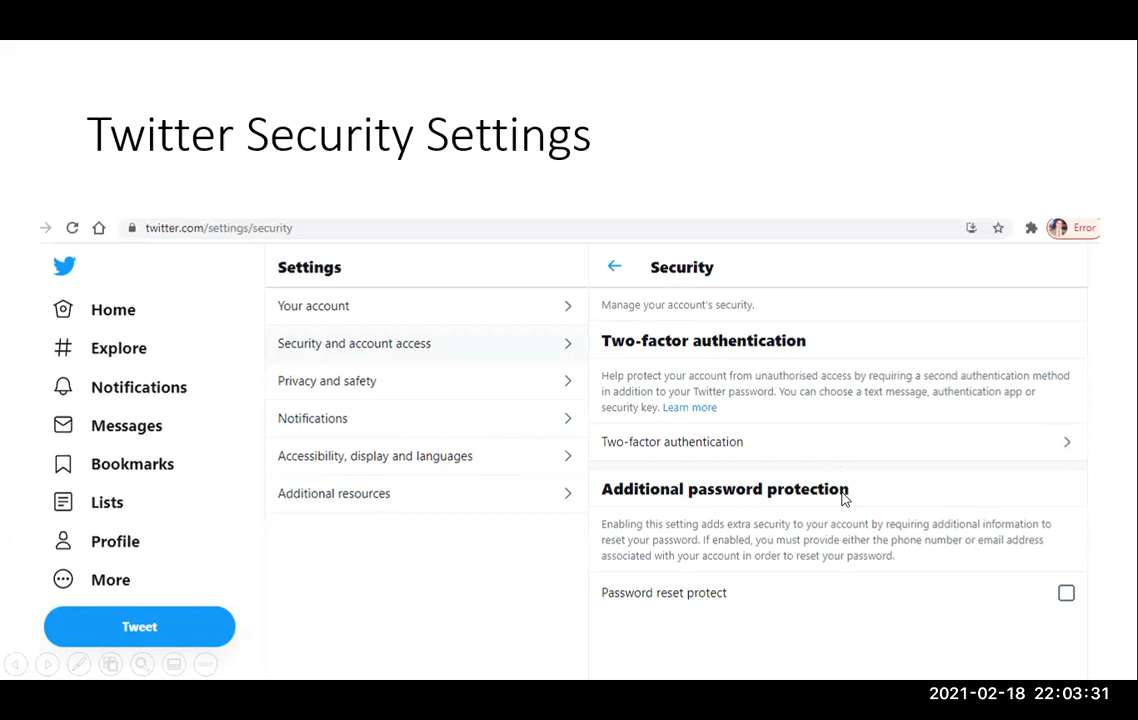 Twitter Security Settings
twitter.com/settings/security
Error
Home
Explore
Notifications
Messages
Bookmarks
Lists
Profile
More
Tweet
Settings
Your account
Security and account access
Privacy and safety
Notifications
Accessibility, display and languages
Additional resources
Security
Manage your account's security.
Two-factor authentication
Help protect your account from unauthorised access by requiring a second authentication method
in addition to your Twitter password. You can choose a text message, authentication app or
security key. Learn more
Two-factor authentication
Additional password protection
Enabling this setting adds extra security to your account by requiring additional information to
reset your password. If enabled, you must provide either the phone number or email address
associated with your account in order to reset your password.
Password reset protect
2021-02-18 22:03:31